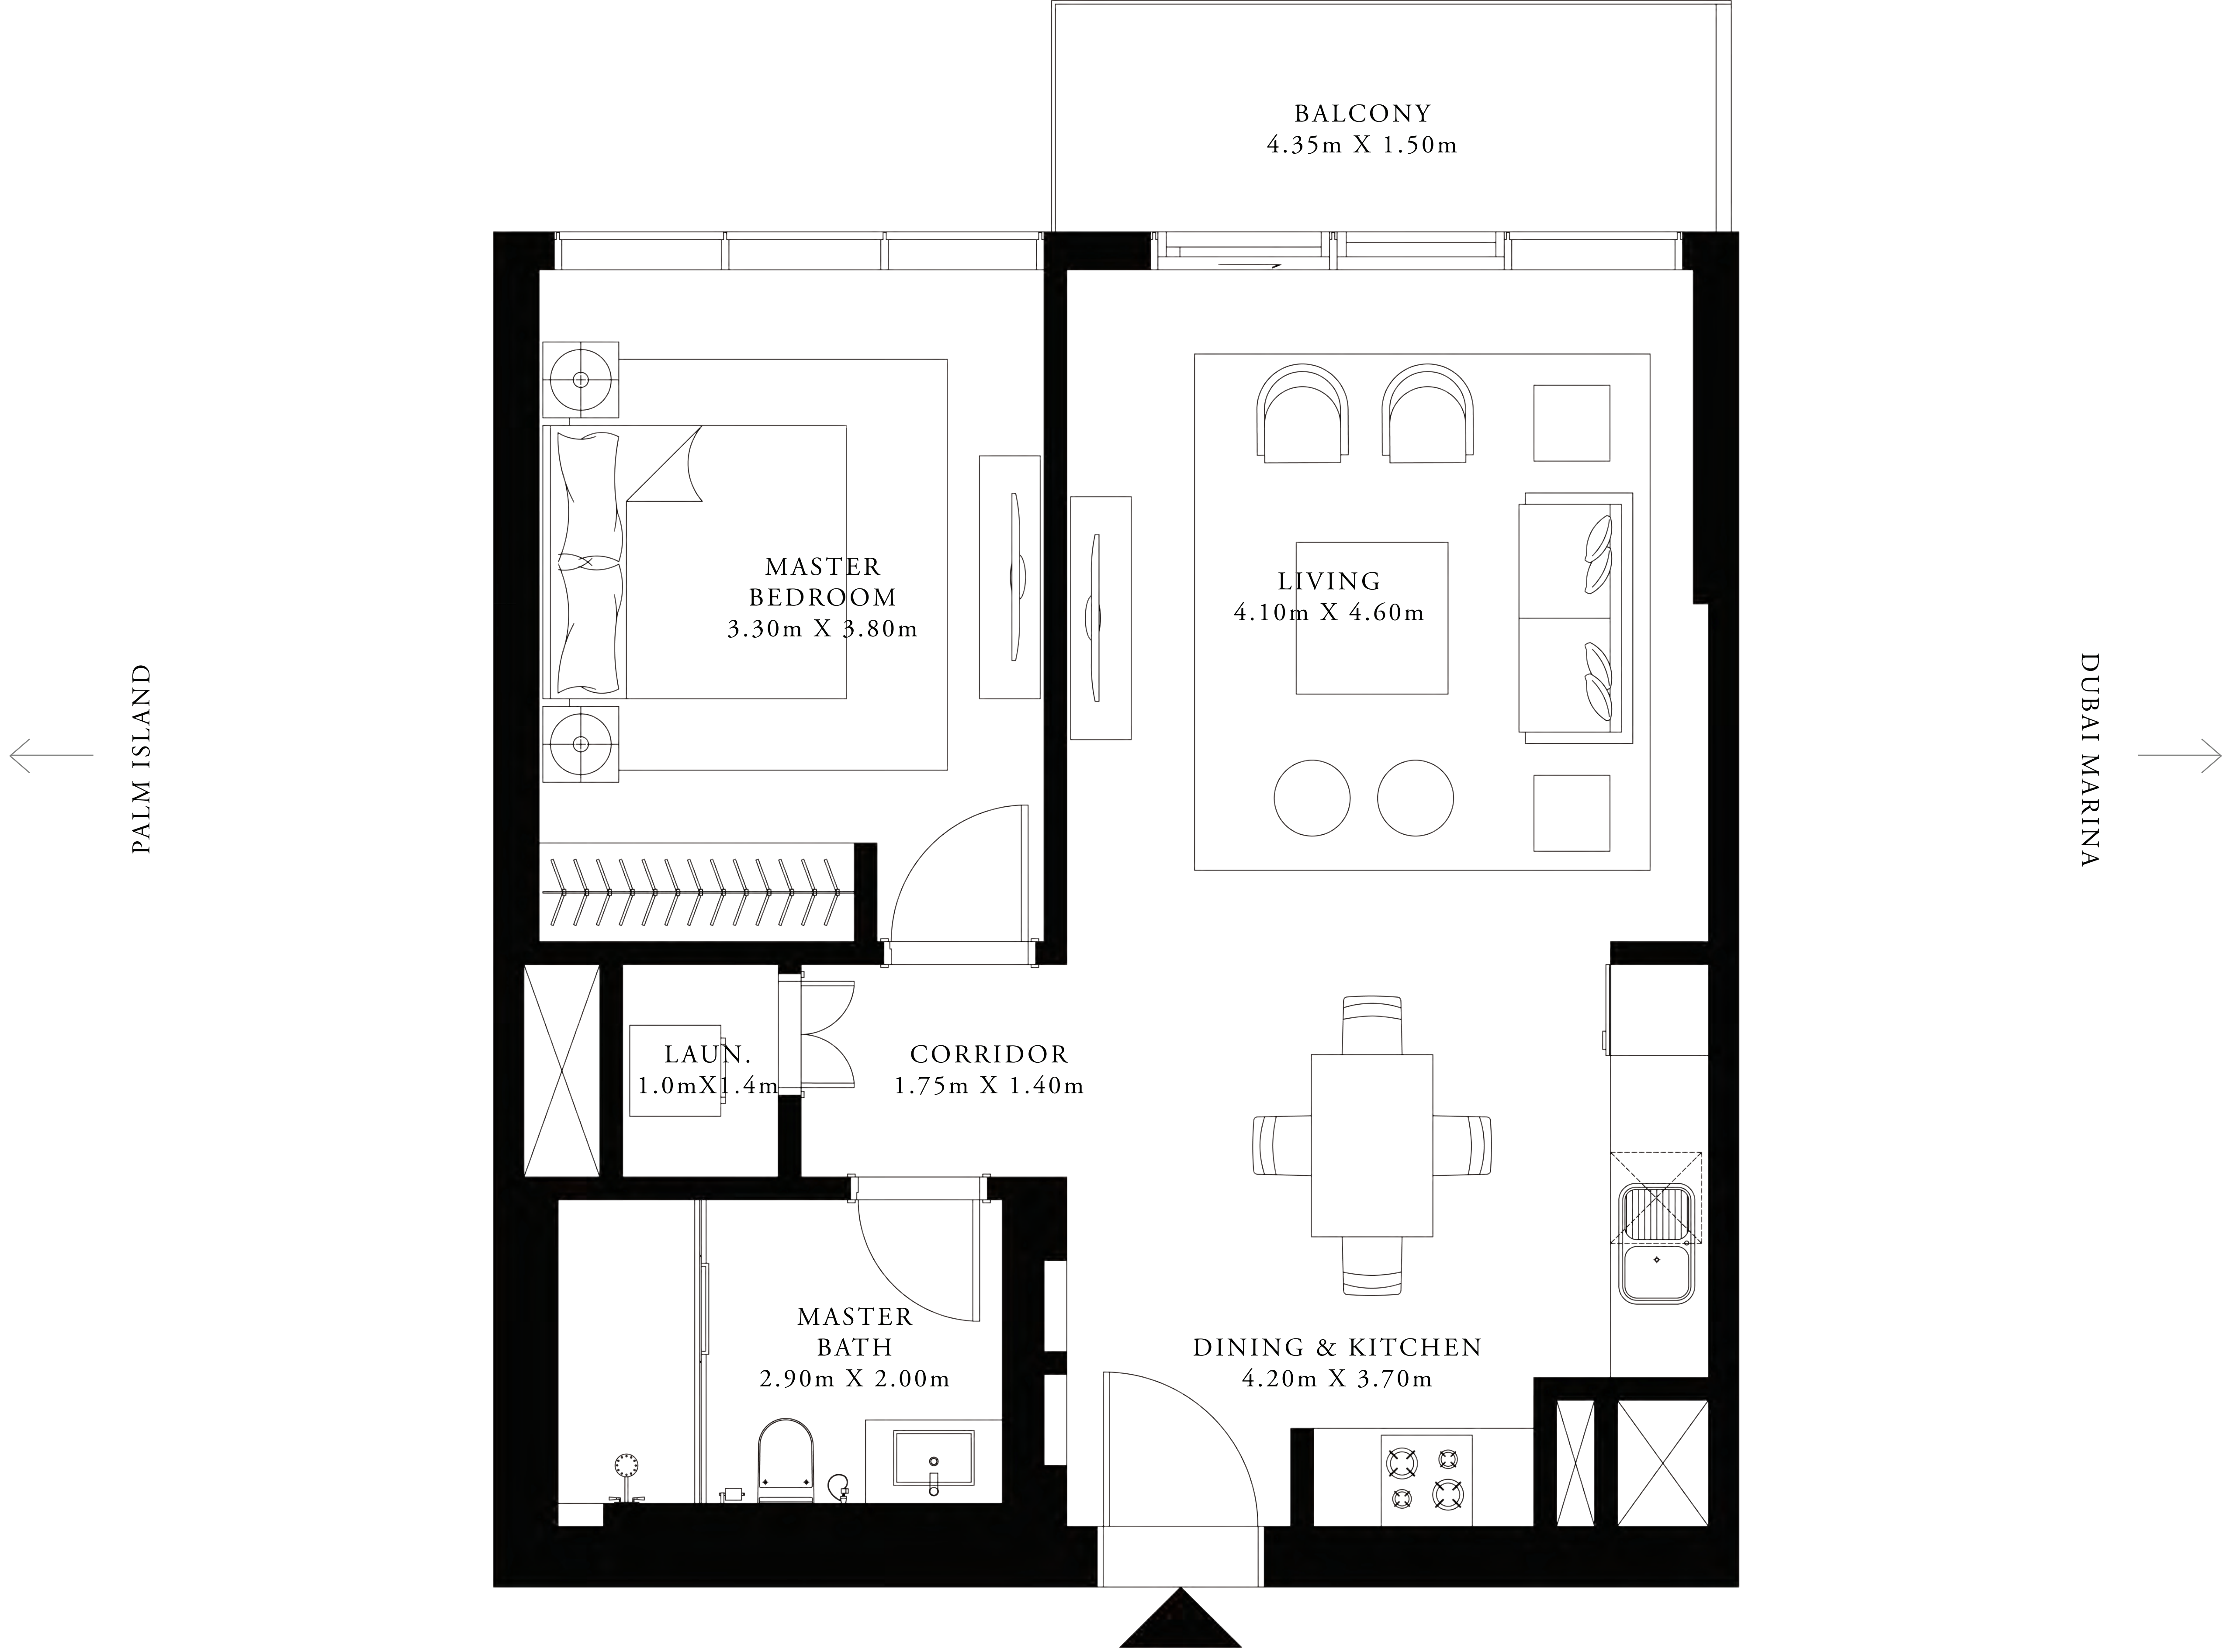 BALCONY
4.35m X 1.50m
MASTER
BEDROOM
3.30m X 3.80m
LIVING
4.10m X 4.60m
PALM ISLAND
DUBAI MARINA
LAUN.
1.0mX1.4m
CORRIDOR
1.75m X 1.40m
MASTER
BATH
2.90m X 2.00m
DINING & KITCHEN
4.20m X 3.70m